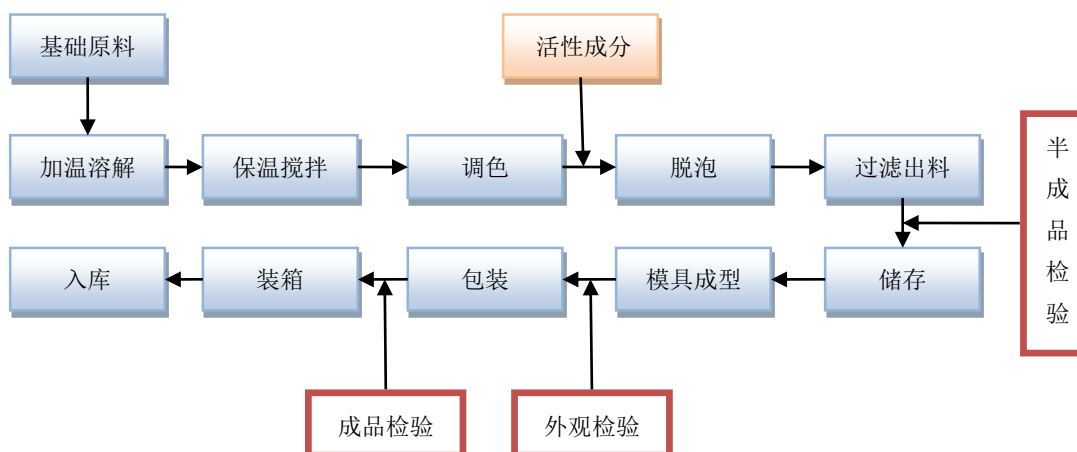 基础原料
活性成分
加温溶解
保温搅拌
调色
脱泡
过滤出料
半
成
品
检
验
入库
装箱
包装
模具成型
储存
成品检验
外观检验